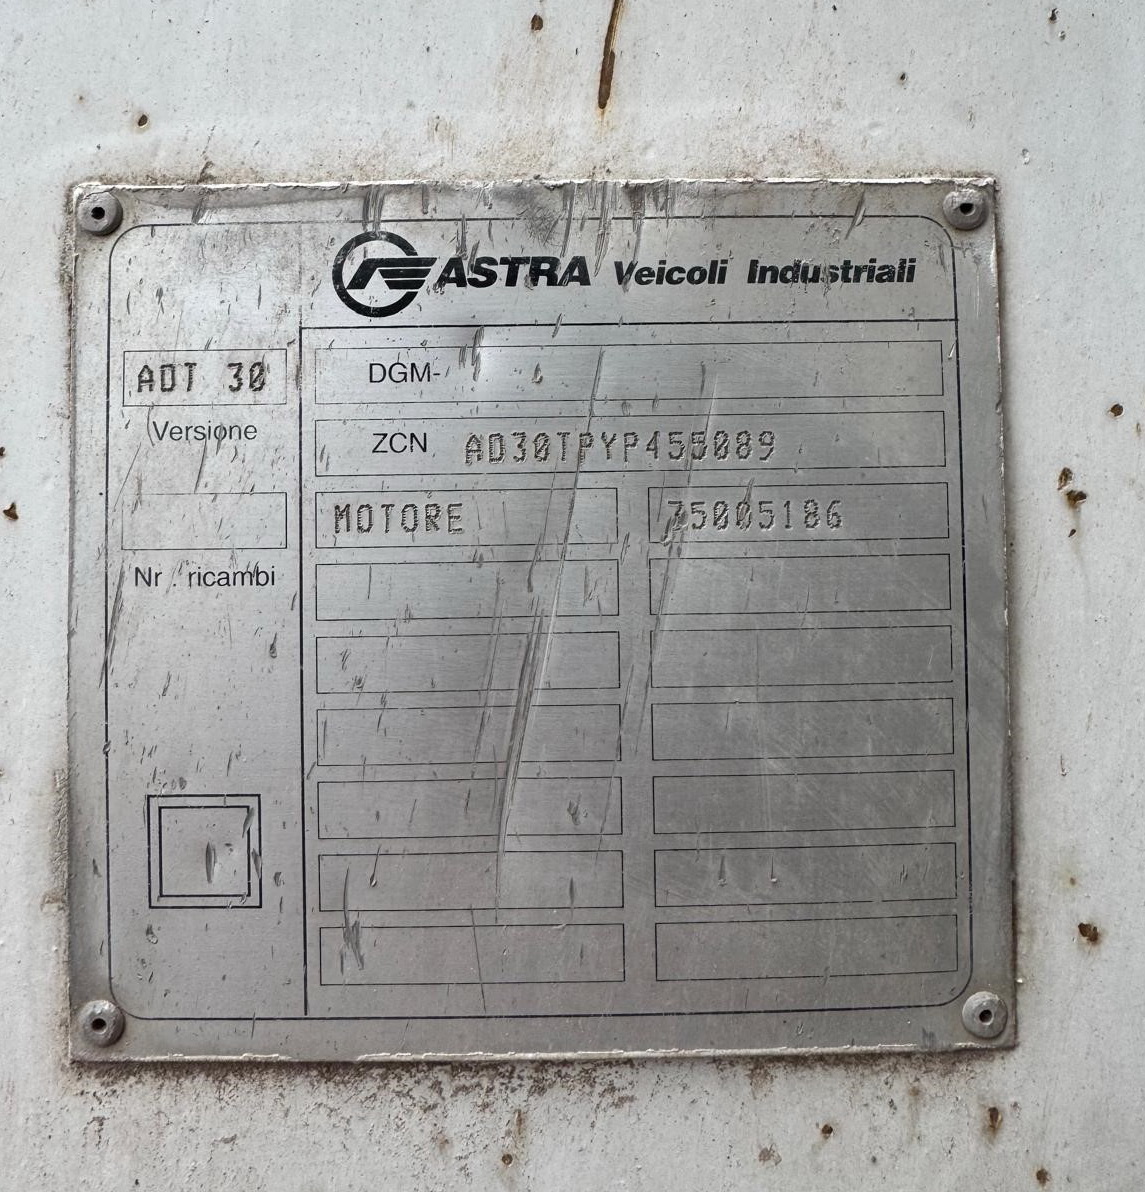 ASTRA Veicoli Industriali
ADT 30
Versione
Nr. ricambi
DGM-
ZCN AD30TPYP455089
MOTORE 75005186